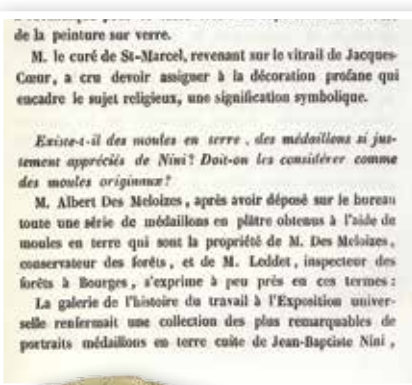 de la peinture sur verre.
M. le curé de St-Marcel, revenant sur le vitrail de Jacques-
Cœur, a cru devoir assigner à la décoration profane qui
encadre le sujet religieux, une signification symbolique.
Existe-t-il des moules en terre, des médaillons si jus-
tement appréciés de Nini? Doit-on les considérer comme
des moules originaux?
M. Albert Des Meloizes, après avoir déposé sur le bureau
toute une série de médaillons en plâtre obtenus à l'aide de
moules en terre qui sont la propriété de M. Des Meloizes,
conservateur des forêts, et de M. Leddet, inspecteur des
forêts à Bourges, s'exprime à peu près en ces termes:
La galerie de l'histoire du travail à l'Exposition univer-
selle renfermait une collection des plus remarquables de
portraits médaillons en terre cuite de Jean-Baptiste Nini,